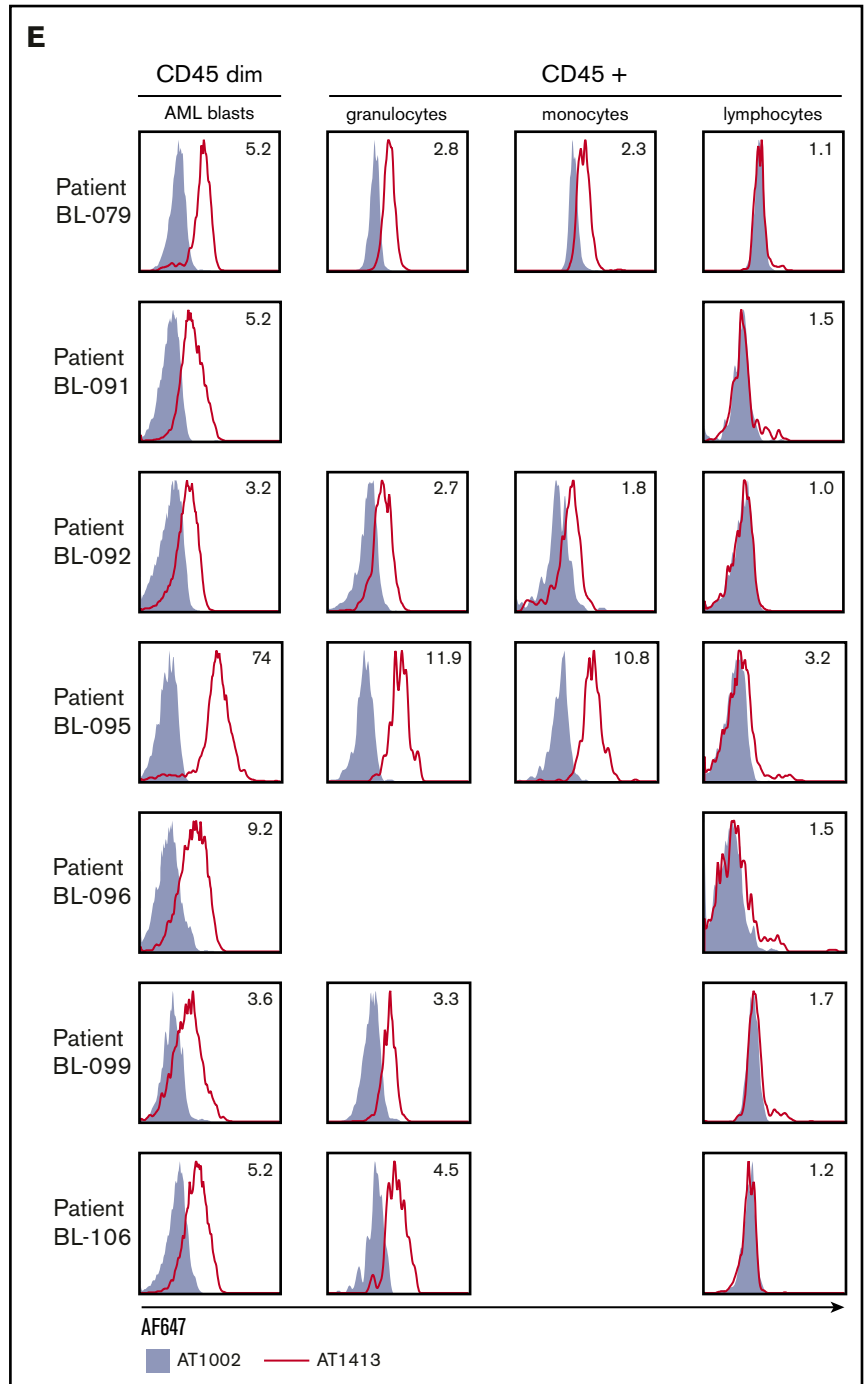 E
CD45 dim CD45 +
AML blasts granulocytes monocytes lymphocytes
Patient
BL-079
5.2 2.8 2.3 1.1
Patient
BL-091
5.2 1.5
Patient
BL-092
3.2 2.7 1.8 1.0
Patient
BL-095
74 11.9 10.8 3.2
Patient
BL-096
9.2 1.5
Patient
BL-099
3.6 3.3 1.7
Patient
BL-106
5.2 4.5 1.2
AF647
AT1002 AT1413